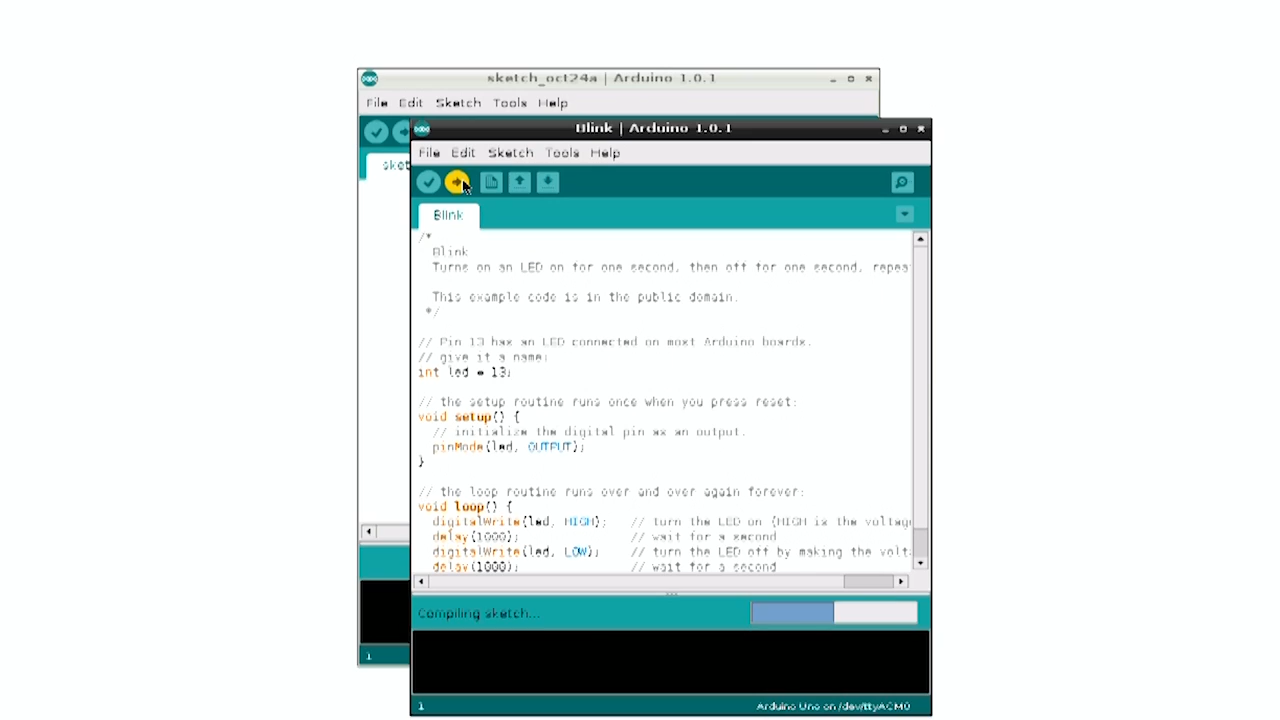 sketch_oct24a | Arduino 1.0.1
File Edit Sketch Tools Help
Blink | Arduino 1.0.1
File Edit Sketch Tools Help
sket
Blink
/*
Blink
Turns on an LED on for one second, then off for one second, repea
This example code is in the public domain.
*/
// Pin 13 has an LED connected on most Arduino boards.
// give it a name:
int led = 13;
// the setup routine runs once when you press reset:
void setup() {
// initialize the digital pin as an output.
pinMode(led, OUTPUT);
}
// the loop routine runs over and over again forever:
void loop() {
digitalWrite(led, HIGH); // turn the LED on (HIGH is the voltag
delay(1000); // wait for a second
digitalWrite(led, LOW); // turn the LED off by making the volt
delay(1000); // wait for a second
Compiling sketch...
1
1 Arduino Uno on /dev/ttyACM0